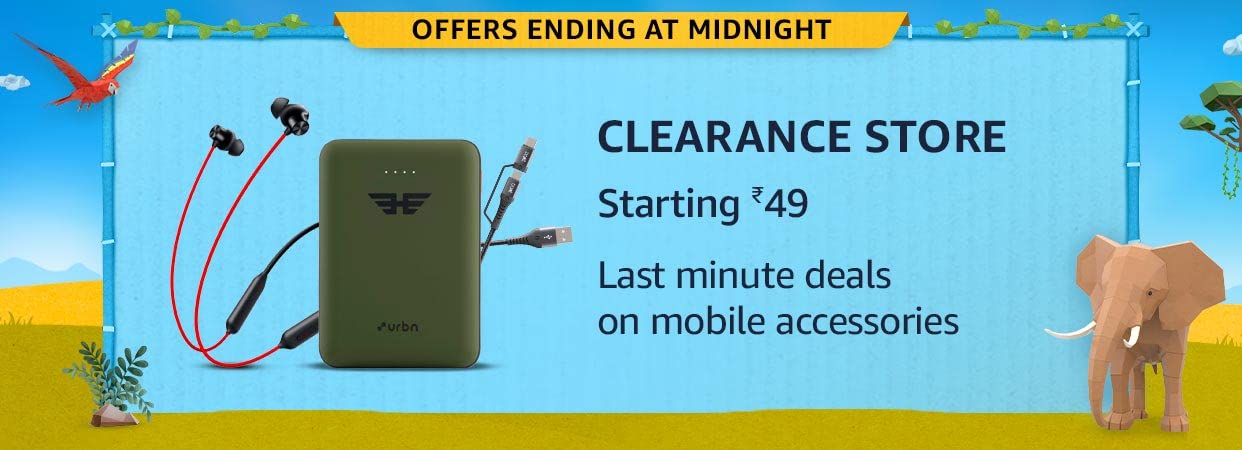 OFFERS ENDING AT MIDNIGHT
CLEARANCE STORE
Starting ₹49
Last minute deals
on mobile accessories
urbn